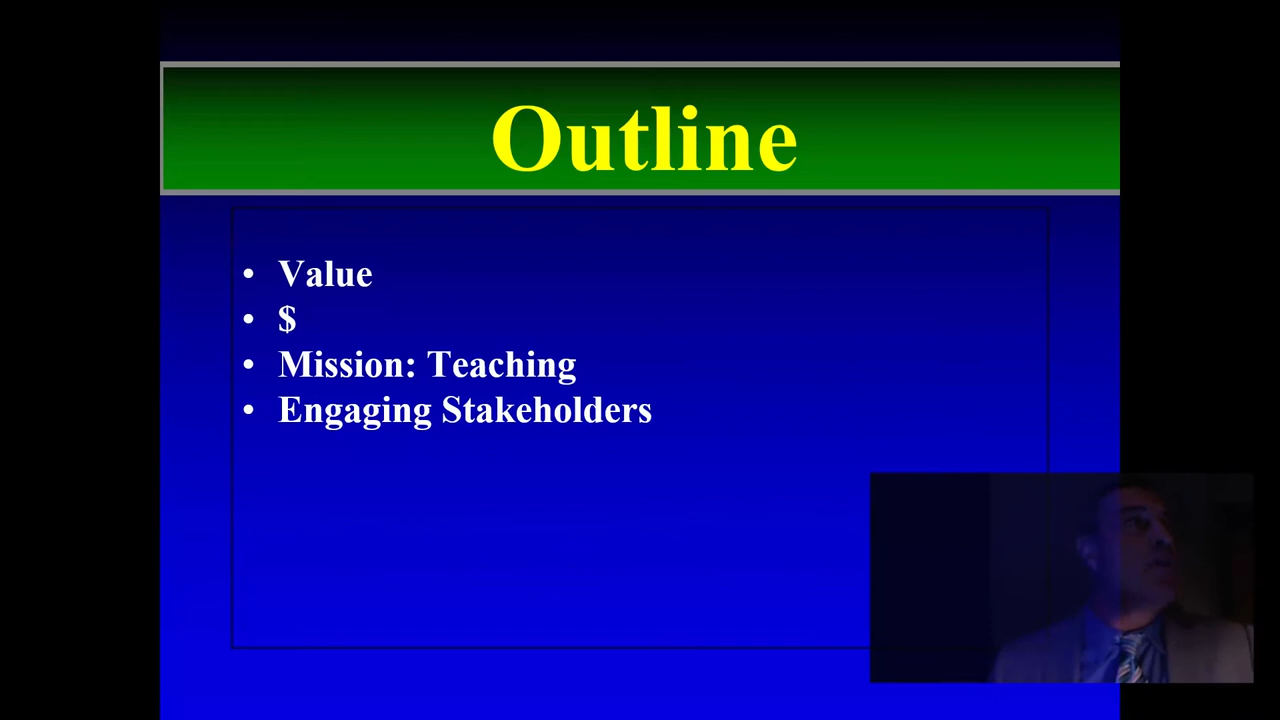 Outline
• Value
• $
• Mission: Teaching
• Engaging Stakeholders